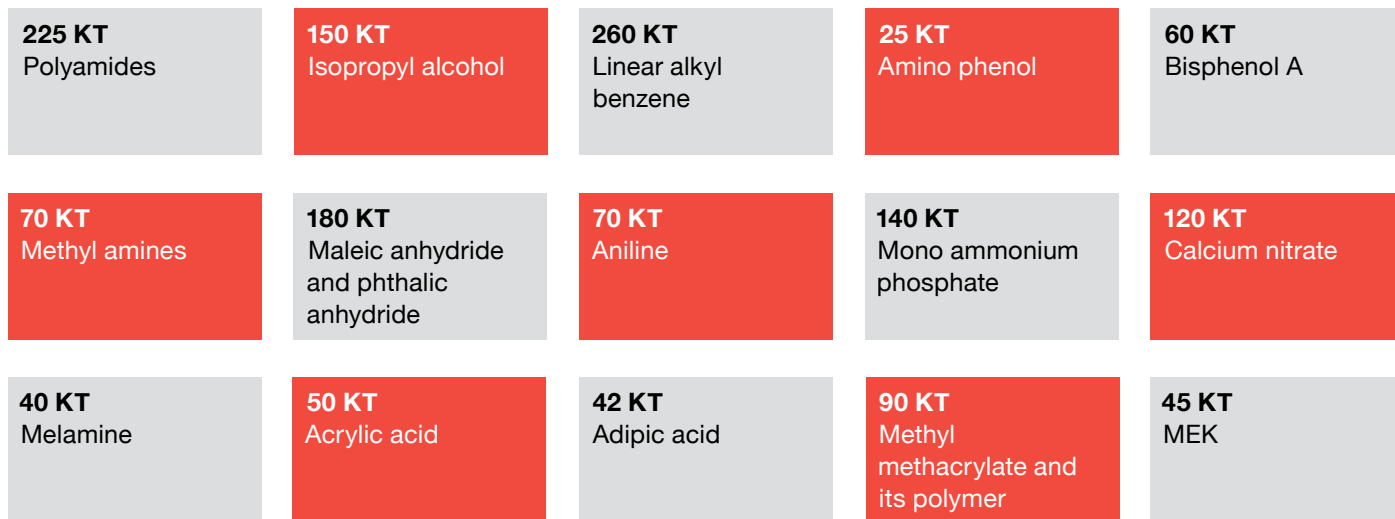 225 KT
Polyamides
150 KT
Isopropyl alcohol
260 KT
Linear alkyl
benzene
25 KT
Amino phenol
60 KT
Bisphenol A
70 KT
Methyl amines
180 KT
Maleic anhydride
and phthalic
anhydride
70 KT
Aniline
140 KT
Mono ammonium
phosphate
120 KT
Calcium nitrate
40 KT
Melamine
50 KT
Acrylic acid
42 KT
Adipic acid
90 KT
Methyl
methacrylate and
its polymer
45 KT
MEK